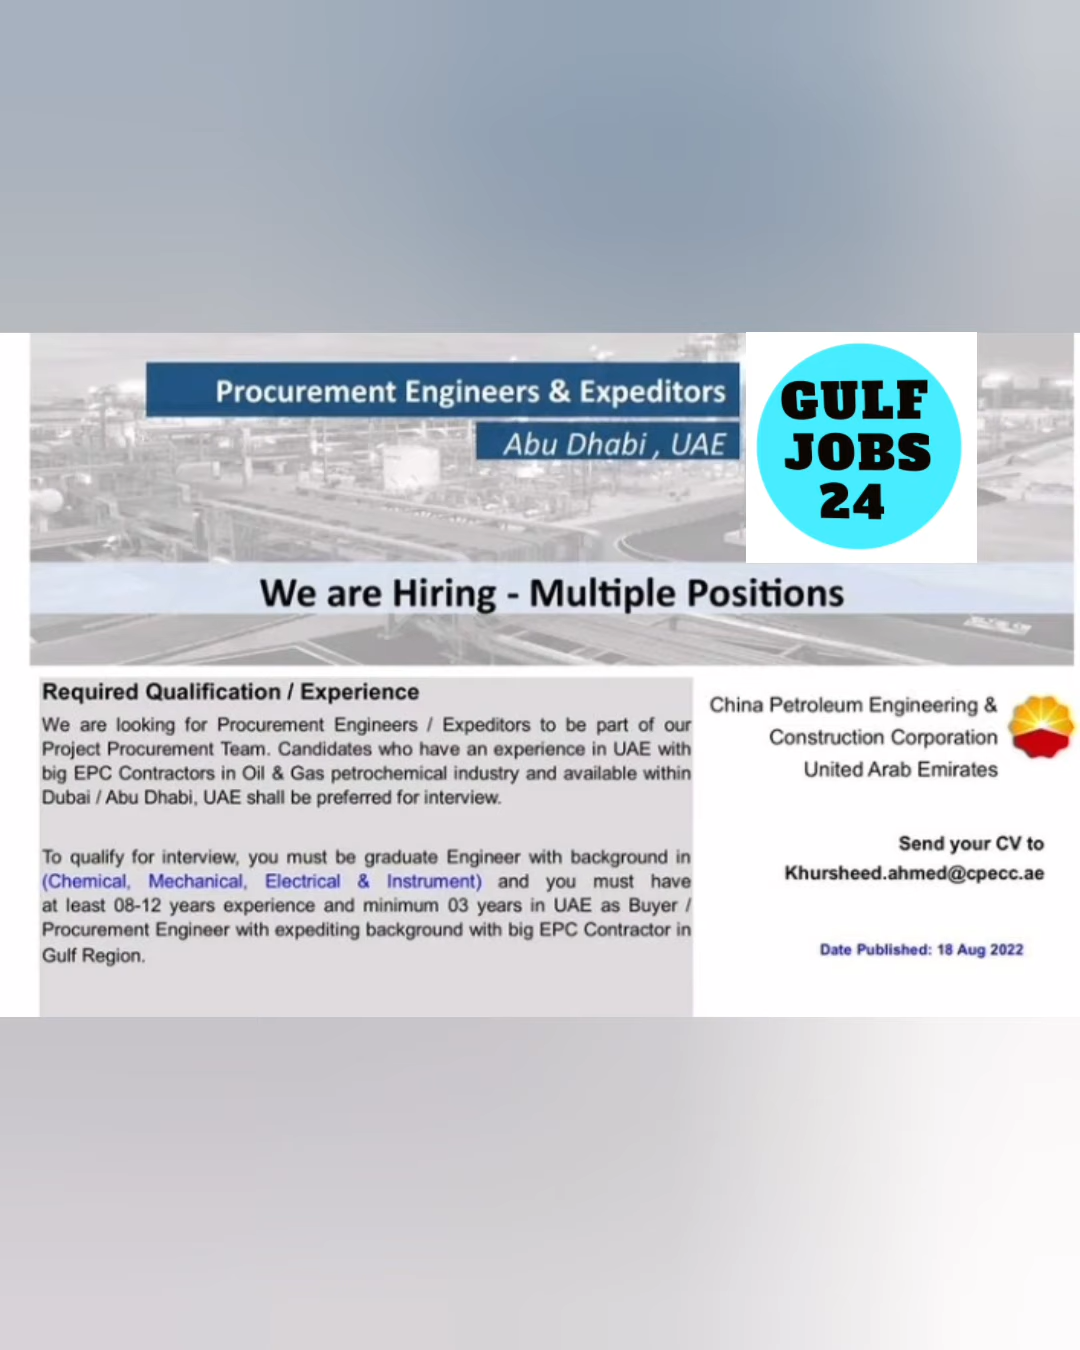 Procurement Engineers & Expeditors
Abu Dhabi , UAE
GULF
JOBS
24
We are Hiring - Multiple Positions
Required Qualification / Experience
We are looking for Procurement Engineers / Expeditors to be part of our
Project Procurement Team. Candidates who have an experience in UAE with
big EPC Contractors in Oil & Gas petrochemical industry and available within
Dubai / Abu Dhabi, UAE shall be preferred for interview.
To qualify for interview, you must be graduate Engineer with background in
(Chemical, Mechanical, Electrical & Instrument) and you must have
at least 08-12 years experience and minimum 03 years in UAE as Buyer /
Procurement Engineer with expediting background with big EPC Contractor in
Gulf Region.
China Petroleum Engineering &
Construction Corporation
United Arab Emirates
Send your CV to
Khursheed.ahmed@cpecc.ae
Date Published: 18 Aug 2022